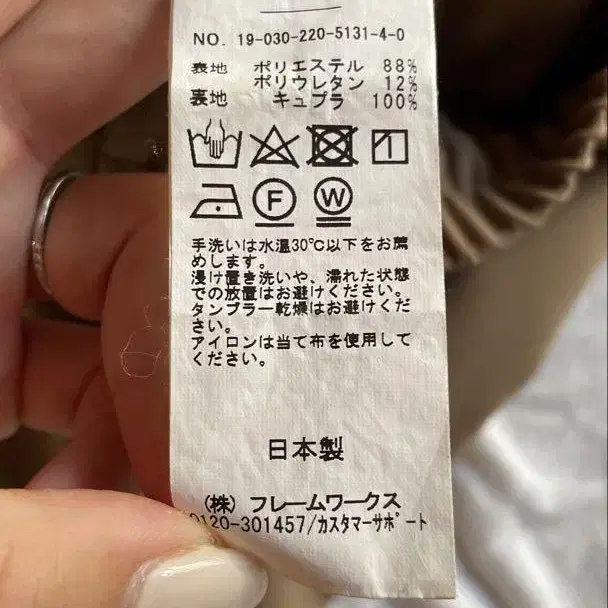 NO. 19-030-220-5131-4-0
表地 ポリエステル 88%
ポリウレタン 12%
裏地 キュプラ 100%
1
F W
手洗いは水温30℃以下をお薦
めします。
浸け置き洗いや、濡れた状態
での放置はお避けください。
タンブラー乾燥はお避けくだ
さい。
アイロンは当て布を使用して
ください。
日本製
(株) フレームワークス
0120-301457/カスタマーサポート